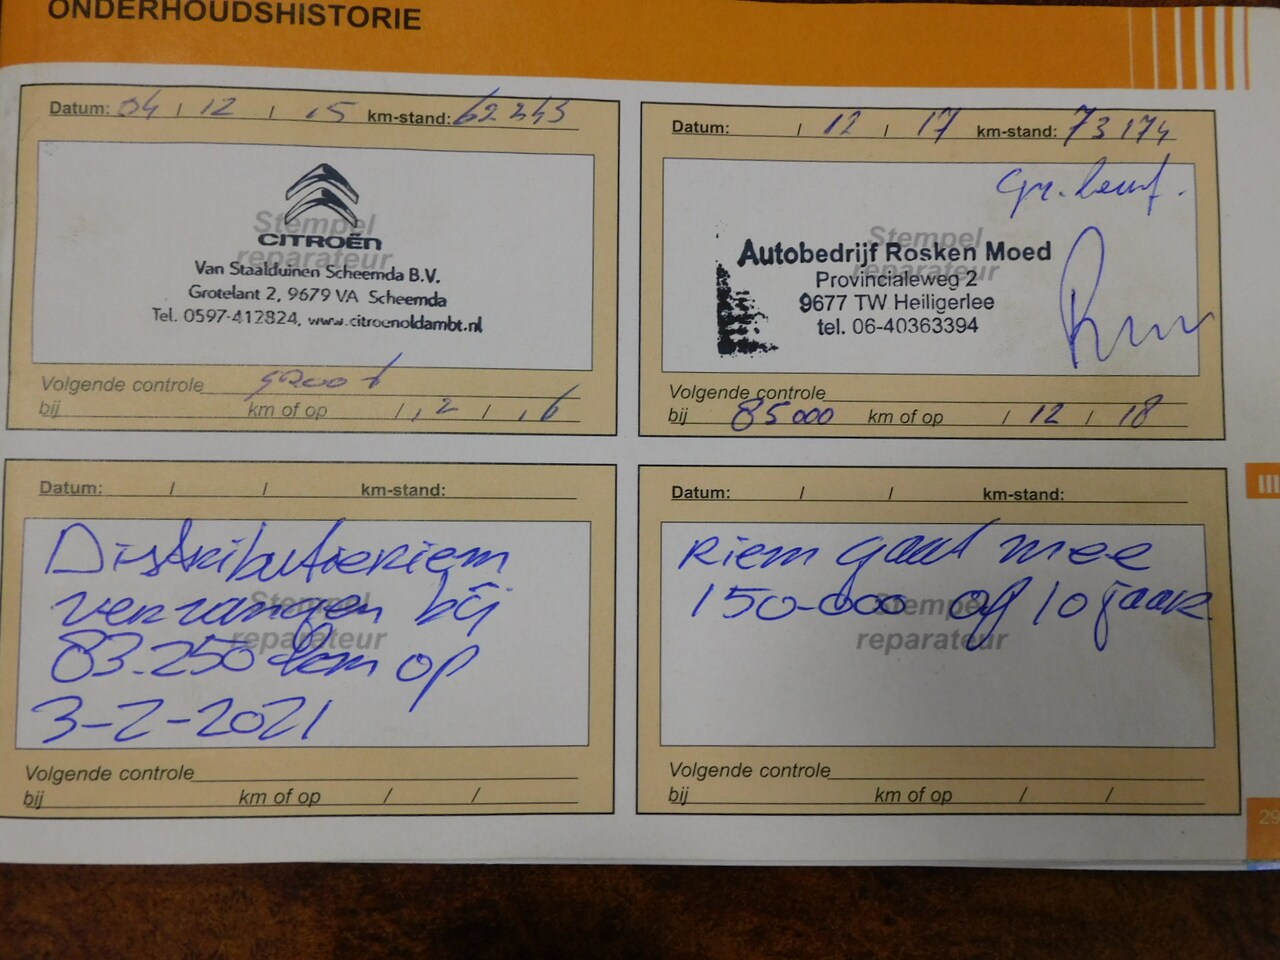 ONDERHOUDSHISTORIE
Datum: 04 / 12 / 15 km-stand: 62343
Stempel
reparateur
CITROËN
Van Staalduinen Scheemda B.V.
Grotelant 2, 9679 VA Scheemda
Tel. 0597-412824, www.citroenoldambt.nl
Volgende controle
bij km of op / 12 / 16
Datum: / 12 / 17 km-stand: 73174
Gr. beurt.
Stempel
reparateur
Autobedrijf Rosken Moed
Provincialeweg 2
9677 TW Heiligerlee
tel. 06-40363394
Volgende controle
bij 85000 km of op / 12 / 18
Datum: / / km-stand:
Stempel
reparateur
Distributieriem
vervangen bij
83.250 km op
3-2-2021
Volgende controle
bij km of op / /
Datum: / / km-stand:
Stempel
reparateur
Riem gaat mee
150.000 of 10 jaar.
Volgende controle
bij km of op / /
III
29